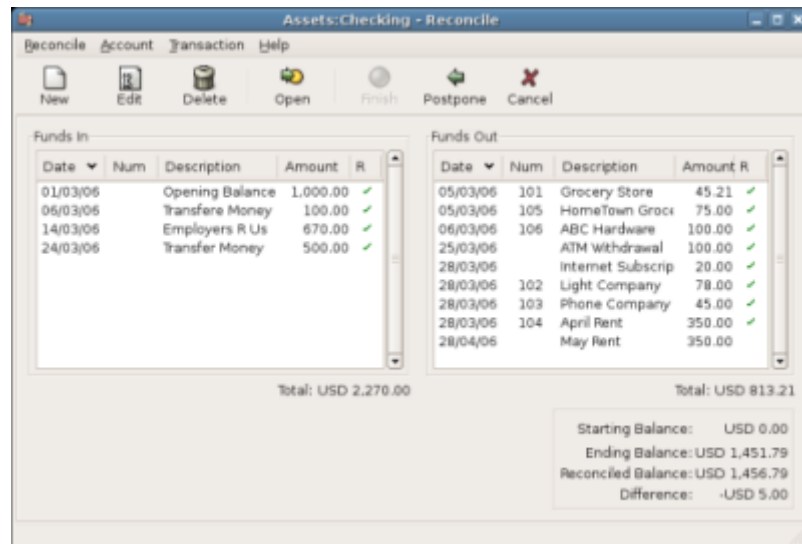 Assets:Checking - Reconcile
Reconcile Account Transaction Help
New Edit Delete Open Finish Postpone Cancel
Funds In
Date Num Description Amount R
01/03/06 Opening Balance 1,000.00 ✓
06/03/06 Transfere Money 100.00 ✓
14/03/06 Employers R Us 670.00 ✓
24/03/06 Transfer Money 500.00 ✓
Total: USD 2,270.00
Funds Out
Date Num Description Amount R
05/03/06 101 Grocery Store 45.21 ✓
05/03/06 105 HomeTown Groce 75.00 ✓
06/03/06 106 ABC Hardware 100.00 ✓
25/03/06 ATM Withdrawal 100.00 ✓
28/03/06 Internet Subscrip 20.00 ✓
28/03/06 102 Light Company 78.00 ✓
28/03/06 103 Phone Company 45.00 ✓
28/03/06 104 April Rent 350.00 ✓
28/04/06 May Rent 350.00
Total: USD 813.21
Starting Balance: USD 0.00
Ending Balance: USD 1,451.79
Reconciled Balance: USD 1,456.79
Difference: -USD 5.00